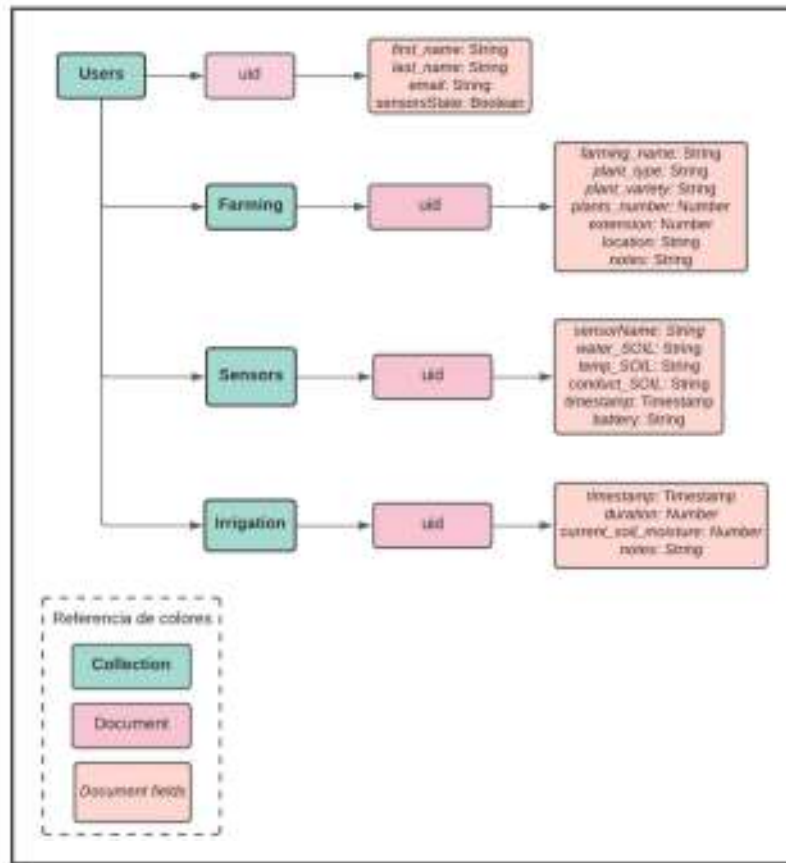 Users
uid
first_name: String
last_name: String
email: String
sensorsState: Boolean
Farming
uid
farming_name: String
plant_type: String
plant_variety: String
plants_number: Number
extension: Number
location: String
notes: String
Sensors
uid
sensorName: String
water_SOIL: String
temp_SOIL: String
conduct_SOIL: String
timestamp: Timestamp
battery: String
Irrigation
uid
timestamp: Timestamp
duration: Number
current_soil_moisture: Number
notes: String
Referencia de colores
Collection
Document
Document fields